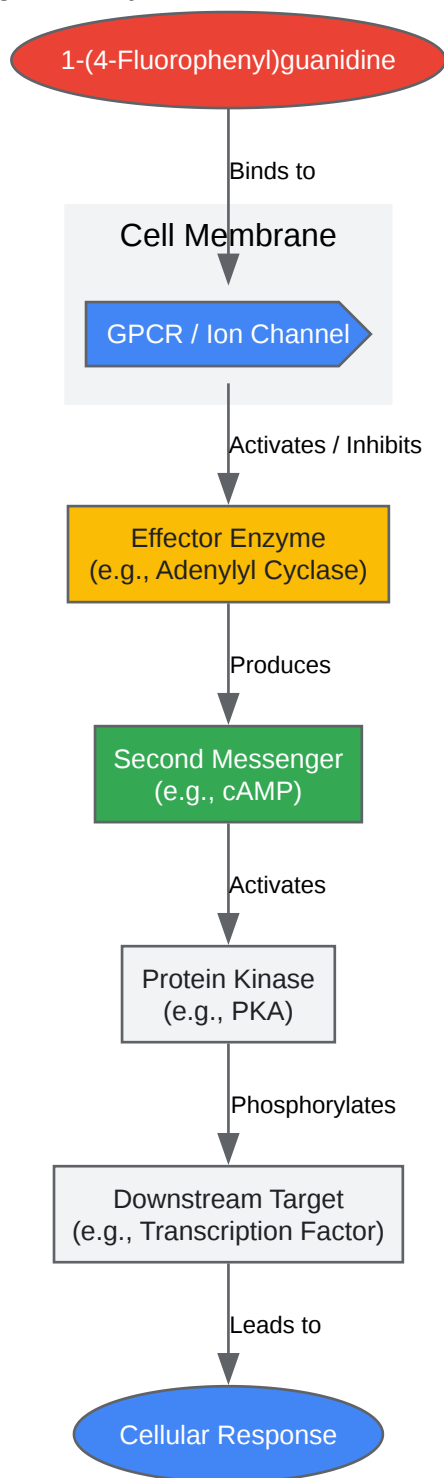 1-(4-Fluorophenyl)guanidine
Binds to
Cell Membrane
GPCR / Ion Channel
Activates / Inhibits
Effector Enzyme
(e.g., Adenylyl Cyclase)
Produces
Second Messenger
(e.g., cAMP)
Activates
Protein Kinase
(e.g., PKA)
Phosphorylates
Downstream Target
(e.g., Transcription Factor)
Leads to
Cellular Response